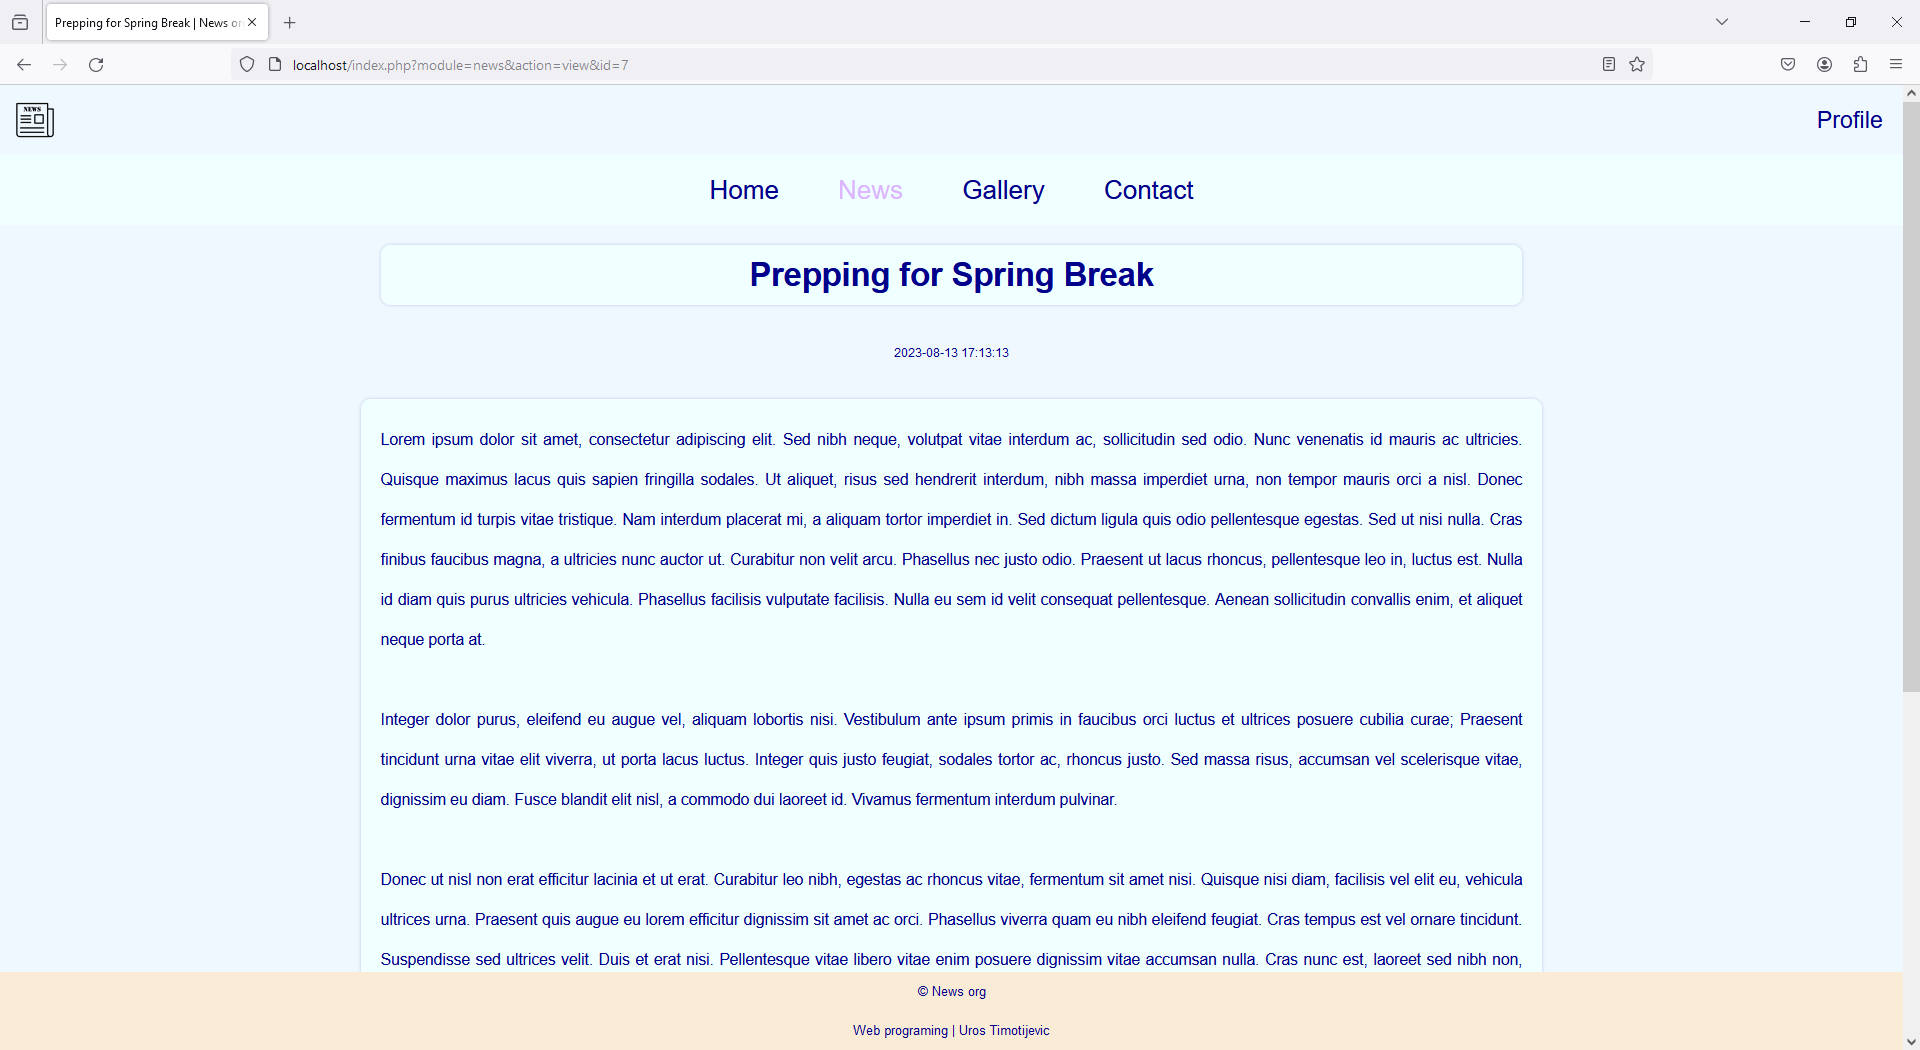 Prepping for Spring Break | News or
localhost/index.php?module=news&action=view&id=7
NEWS
Profile
Home News Gallery Contact
Prepping for Spring Break
2023-08-13 17:13:13
Lorem ipsum dolor sit amet, consectetur adipiscing elit. Sed nibh neque, volutpat vitae interdum ac, sollicitudin sed odio. Nunc venenatis id mauris ac ultricies.
Quisque maximus lacus quis sapien fringilla sodales. Ut aliquet, risus sed hendrerit interdum, nibh massa imperdiet urna, non tempor mauris orci a nisl. Donec
fermentum id turpis vitae tristique. Nam interdum placerat mi, a aliquam tortor imperdiet in. Sed dictum ligula quis odio pellentesque egestas. Sed ut nisi nulla. Cras
finibus faucibus magna, a ultricies nunc auctor ut. Curabitur non velit arcu. Phasellus nec justo odio. Praesent ut lacus rhoncus, pellentesque leo in, luctus est. Nulla
id diam quis purus ultricies vehicula. Phasellus facilisis vulputate facilisis. Nulla eu sem id velit consequat pellentesque. Aenean sollicitudin convallis enim, et aliquet
neque porta at.
Integer dolor purus, eleifend eu augue vel, aliquam lobortis nisi. Vestibulum ante ipsum primis in faucibus orci luctus et ultrices posuere cubilia curae; Praesent
tincidunt urna vitae elit viverra, ut porta lacus luctus. Integer quis justo feugiat, sodales tortor ac, rhoncus justo. Sed massa risus, accumsan vel scelerisque vitae,
dignissim eu diam. Fusce blandit elit nisl, a commodo dui laoreet id. Vivamus fermentum interdum pulvinar.
Donec ut nisl non erat efficitur lacinia et ut erat. Curabitur leo nibh, egestas ac rhoncus vitae, fermentum sit amet nisi. Quisque nisi diam, facilisis vel elit eu, vehicula
ultrices urna. Praesent quis augue eu lorem efficitur dignissim sit amet ac orci. Phasellus viverra quam eu nibh eleifend feugiat. Cras tempus est vel ornare tincidunt.
Suspendisse sed ultrices velit. Duis et erat nisi. Pellentesque vitae libero vitae enim posuere dignissim vitae accumsan nulla. Cras nunc est, laoreet sed nibh non,
© News org
Web programing | Uros Timotijevic